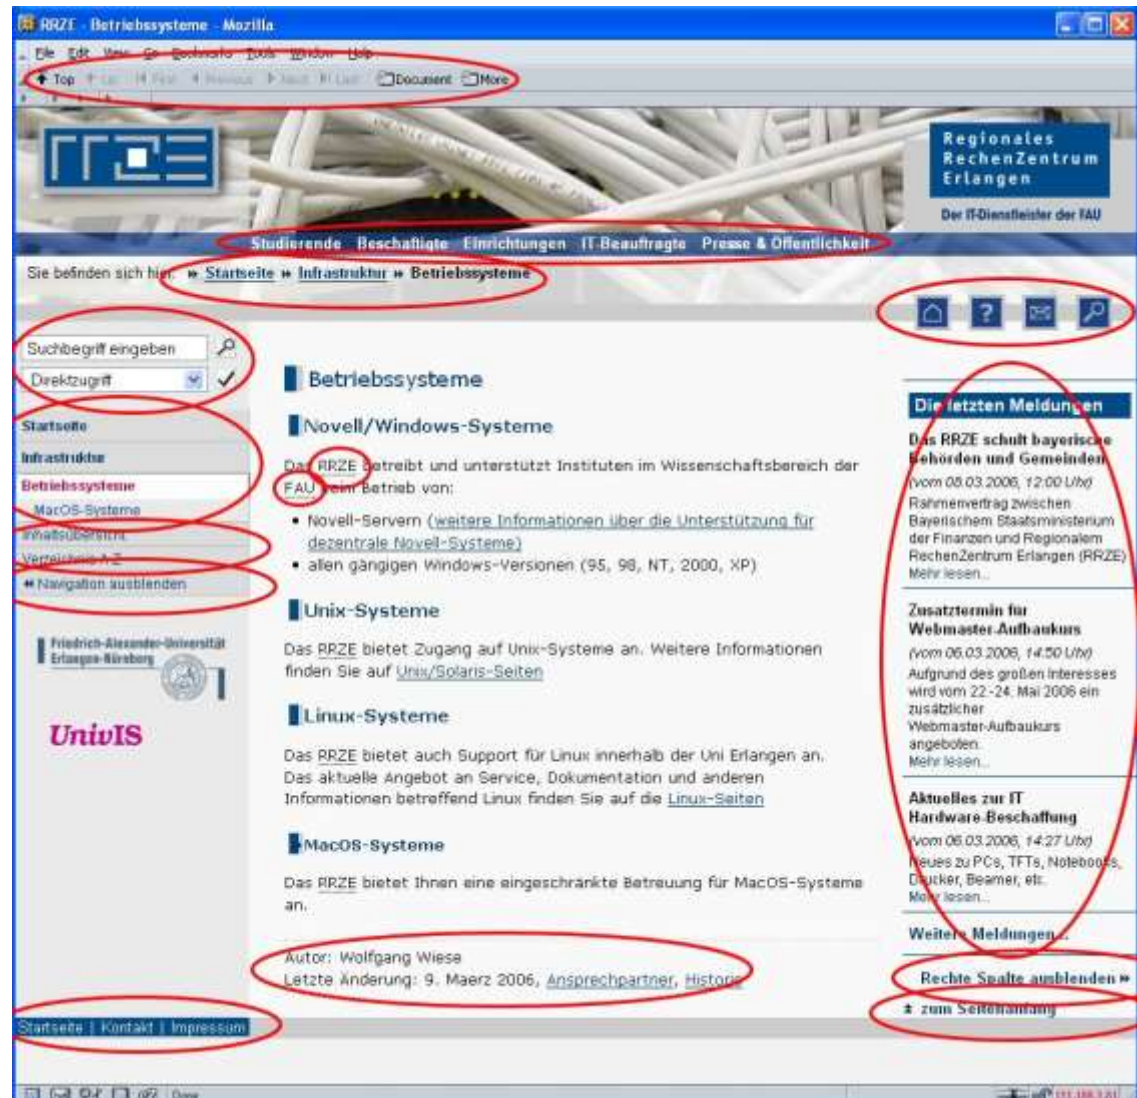 RRZE - Betriebssysteme - Mozilla
File Edit View Go Bookmarks Tools Window Help
Top Up First Previous Next Last Document More
rrze
Regionales
RechenZentrum
Erlangen
Der IT-Dienstleister der FAU
Studierende Beschäftigte Einrichtungen IT-Beauftragte Presse & Öffentlichkeit
Sie befinden sich hier: » Startseite » Infrastruktur » Betriebssysteme
Suchbegriff eingeben
Direktzugriff
Startseite
Infrastruktur
Betriebssysteme
MacOS-Systeme
Inhaltsübersicht
Verzeichnis A-Z
« Navigation ausblenden
Friedrich-Alexander-Universität
Erlangen-Nürnberg
UnivIS
Betriebssysteme
Novell/Windows-Systeme
Das RRZE betreibt und unterstützt Instituten im Wissenschaftsbereich der
FAU beim Betrieb von:
• Novell-Servern (weitere Informationen über die Unterstützung für
dezentrale Novell-Systeme)
• allen gängigen Windows-Versionen (95, 98, NT, 2000, XP)
Unix-Systeme
Das RRZE bietet Zugang auf Unix-Systeme an. Weitere Informationen
finden Sie auf Unix/Solaris-Seiten
Linux-Systeme
Das RRZE bietet auch Support für Linux innerhalb der Uni Erlangen an.
Das aktuelle Angebot an Service, Dokumentation und anderen
Informationen betreffend Linux finden Sie auf die Linux-Seiten
MacOS-Systeme
Das RRZE bietet Ihnen eine eingeschränkte Betreuung für MacOS-Systeme
an.
Autor: Wolfgang Wiese
Letzte Änderung: 9. Maerz 2006, Ansprechpartner, Historie
Die letzten Meldungen
Das RRZE schult bayerische
Behörden und Gemeinden
(vom 08.03.2006, 12:00 Uhr)
Rahmenvertrag zwischen
Bayerischem Staatsministerium
der Finanzen und Regionalem
RechenZentrum Erlangen (RRZE)
Mehr lesen...
Zusatztermin für
Webmaster-Aufbaukurs
(vom 06.03.2006, 14:50 Uhr)
Aufgrund des großen Interesses
wird vom 22.-24. Mai 2006 ein
zusätzlicher
Webmaster-Aufbaukurs
angeboten.
Mehr lesen...
Aktuelles zur IT
Hardware-Beschaffung
(vom 06.03.2006, 14:27 Uhr)
Neues zu PCs, TFTs, Notebooks,
Drucker, Beamer, etc.
Mehr lesen...
Weitere Meldungen...
Rechte Spalte ausblenden »
zum Seitenanfang
Startseite | Kontakt | Impressum
Done